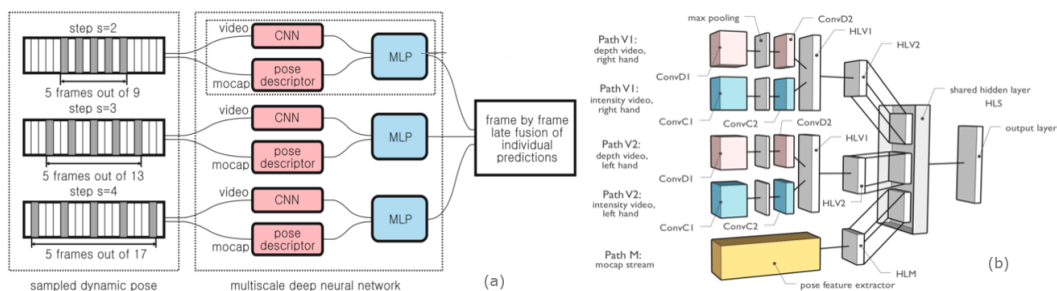 step s=2
5 frames out of 9
step s=3
5 frames out of 13
step s=4
5 frames out of 17
sampled dynamic pose
video
CNN
mocap
pose
descriptor
MLP
video
CNN
mocap
pose
descriptor
MLP
video
CNN
mocap
pose
descriptor
MLP
multiscale deep neural network
frame by frame
late fusion of
individual
predictions
(a)
max pooling
ConvD2
HLV1
HLV2
Path V1:
depth video,
right hand
ConvD1
Path V1:
intensity video,
right hand
ConvC1
ConvC2
ConvD2
HLV1
shared hidden layer
HLS
output layer
Path V2:
depth video,
left hand
ConvD1
HLV2
Path V2:
intensity video,
left hand
ConvC1
ConvC2
Path M:
mocap stream
HLM
pose feature extractor
(b)